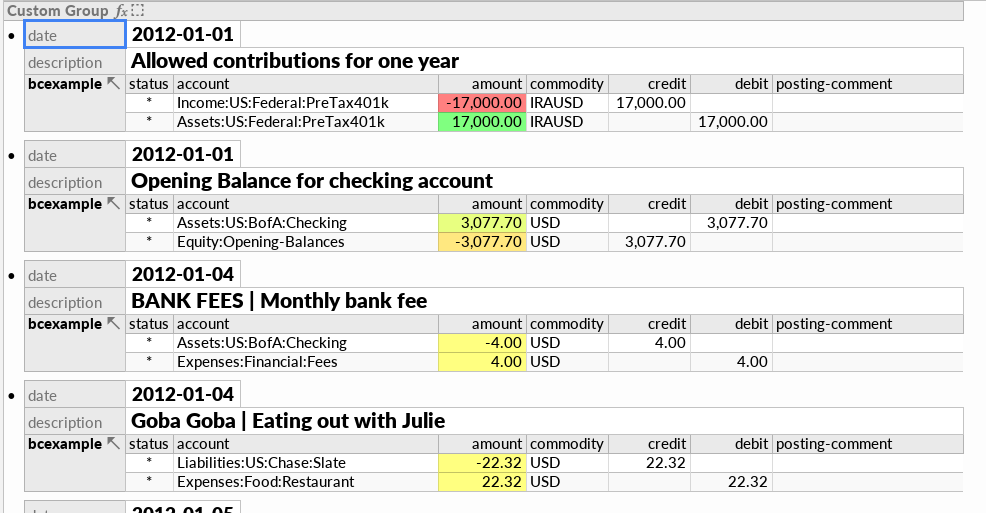 Custom Group fx
date 2012-01-01
description Allowed contributions for one year
bcexample status account amount commodity credit debit posting-comment
* Income:US:Federal:PreTax401k -17,000.00 IRAUSD 17,000.00
* Assets:US:Federal:PreTax401k 17,000.00 IRAUSD 17,000.00
date 2012-01-01
description Opening Balance for checking account
bcexample status account amount commodity credit debit posting-comment
* Assets:US:BofA:Checking 3,077.70 USD 3,077.70
* Equity:Opening-Balances -3,077.70 USD 3,077.70
date 2012-01-04
description BANK FEES | Monthly bank fee
bcexample status account amount commodity credit debit posting-comment
* Assets:US:BofA:Checking -4.00 USD 4.00
* Expenses:Financial:Fees 4.00 USD 4.00
date 2012-01-04
description Goba Goba | Eating out with Julie
bcexample status account amount commodity credit debit posting-comment
* Liabilities:US:Chase:Slate -22.32 USD 22.32
* Expenses:Food:Restaurant 22.32 USD 22.32
2012-01-05